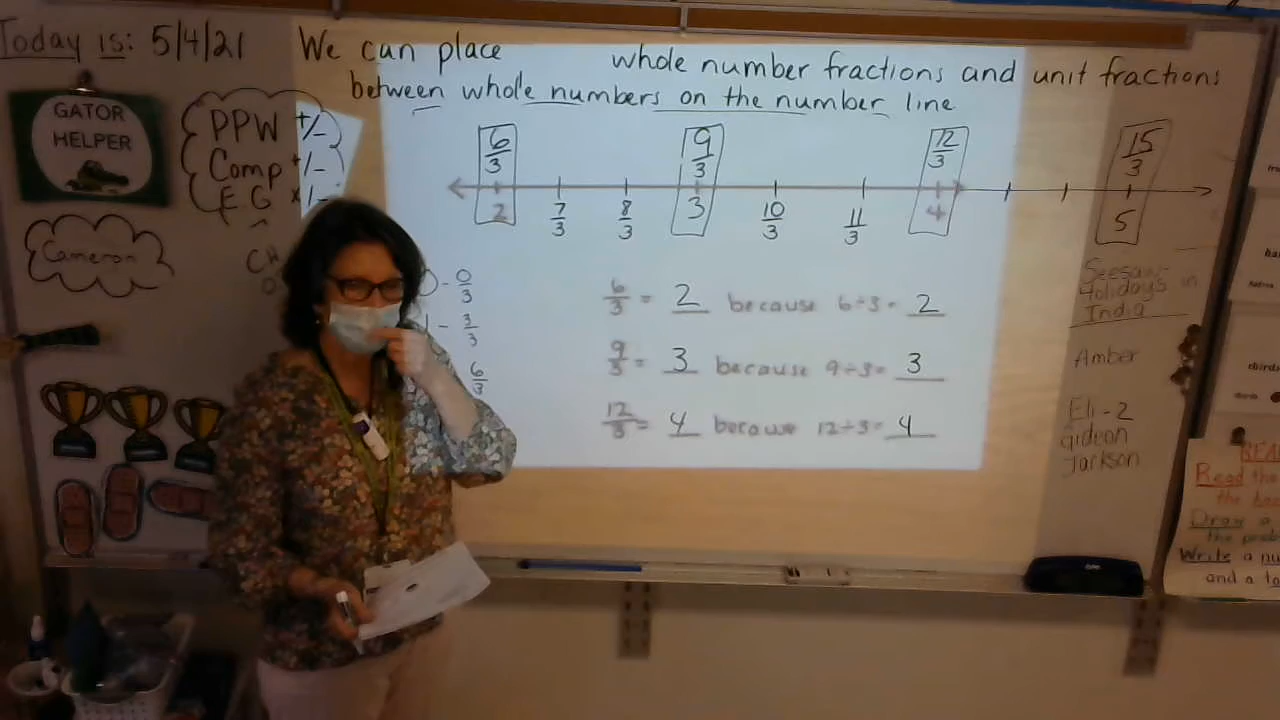 Today is: 5/4/21
We can place whole number fractions and unit fractions
between whole numbers on the number line
GATOR
HELPER
PPW +/-
Comp +/-
EG x/-
Cameron
6/3 9/3 12/3 15/3
2 7/3 8/3 3 10/3 11/3 4 5
0 - 0/3
1 - 3/3
6/3
6/3 = 2 because 6÷3= 2
9/3 = 3 because 9÷3= 3
12/3 = 4 because 12÷3= 4
Seesaw
Holidays in
India
Amber
Eli - 2
Gideon
Jackson
Read the
the
Draw a
the
Write a
and a